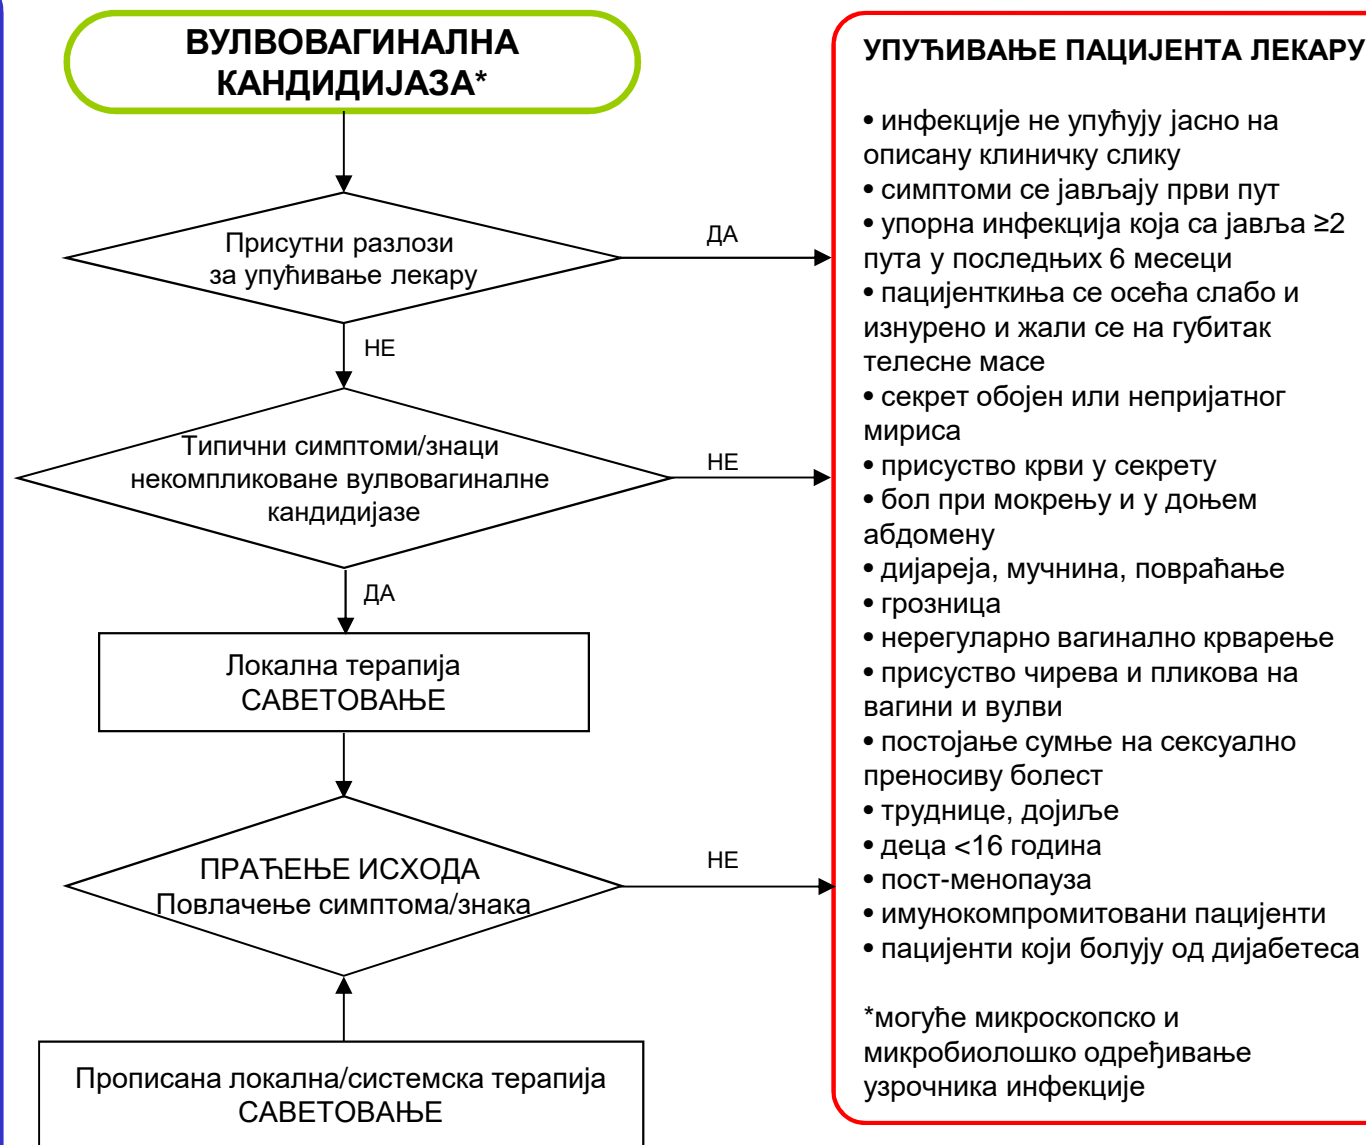 ВУЛВОВАГИНАЛНА
КАНДИДИЈАЗА*
Присутни разлози
за упућивање лекару
ДА
НЕ
Типични симптоми/знаци
некомпликоване вулвовагиналне
кандидијазе
НЕ
ДА
Локална терапија
САВЕТОВАЊЕ
ПРАЋЕЊЕ ИСХОДА
Повлачење симптома/знака
НЕ
Прописана локална/системска терапија
САВЕТОВАЊЕ
УПУЋИВАЊЕ ПАЦИЈЕНТА ЛЕКАРУ
• инфекције не упућују јасно на
описану клиничку слику
• симптоми се јављају први пут
• упорна инфекција која са јавља ≥2
пута у последњих 6 месеци
• пацијенткиња се осећа слабо и
изнурено и жали се на губитак
телесне масе
• секрет обојен или непријатног
мириса
• присуство крви у секрету
• бол при мокрењу и у доњем
абдомену
• дијареја, мучнина, повраћање
• грозница
• нерегуларно вагинално крварење
• присуство чирева и пликова на
вагини и вулви
• постојање сумње на сексуално
преносиву болест
• труднице, дојиље
• деца <16 година
• пост-менопауза
• имунокомпромитовани пацијенти
• пацијенти који болују од дијабетеса
*могуће микроскопско и
микробиолошко одређивање
узрочника инфекције